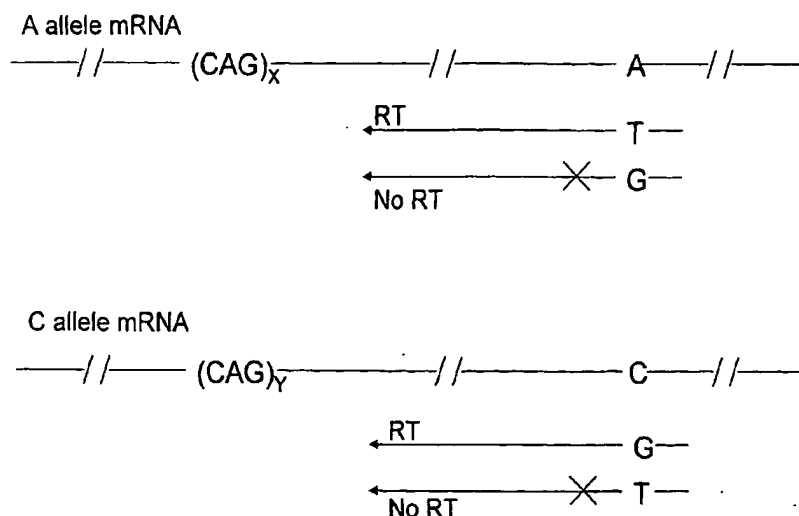 A allele mRNA
(CAG)X A
RT
T
G
No RT
C allele mRNA
(CAG)Y C
RT
G
T
No RT